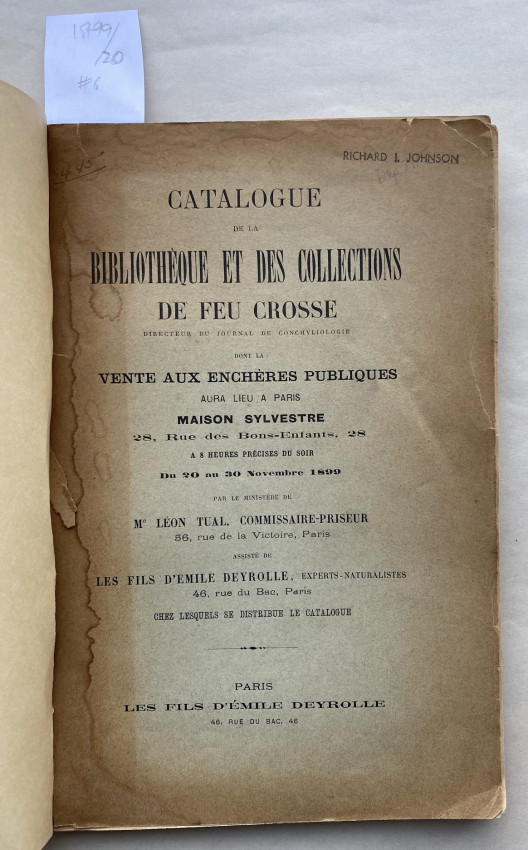 1899/
/20
#6
RICHARD I. JOHNSON
CATALOGUE
DE LA
BIBLIOTHÈQUE ET DES COLLECTIONS
DE FEU CROSSE
DIRECTEUR DU JOURNAL DE CONCHYLIOLOGIE
DONT LA
VENTE AUX ENCHÈRES PUBLIQUES
AURA LIEU A PARIS
MAISON SYLVESTRE
28, Rue des Bons-Enfants, 28
A 8 HEURES PRÉCISES DU SOIR
Du 20 au 30 Novembre 1899
PAR LE MINISTÈRE DE
Me LÉON TUAL, COMMISSAIRE-PRISEUR
56, rue de la Victoire, Paris
ASSISTÉ DE
LES FILS D'EMILE DEYROLLE, EXPERTS-NATURALISTES
46, rue du Bac, Paris
CHEZ LESQUELS SE DISTRIBUE LE CATALOGUE
PARIS
LES FILS D'ÉMILE DEYROLLE
46, RUE DU BAC, 46